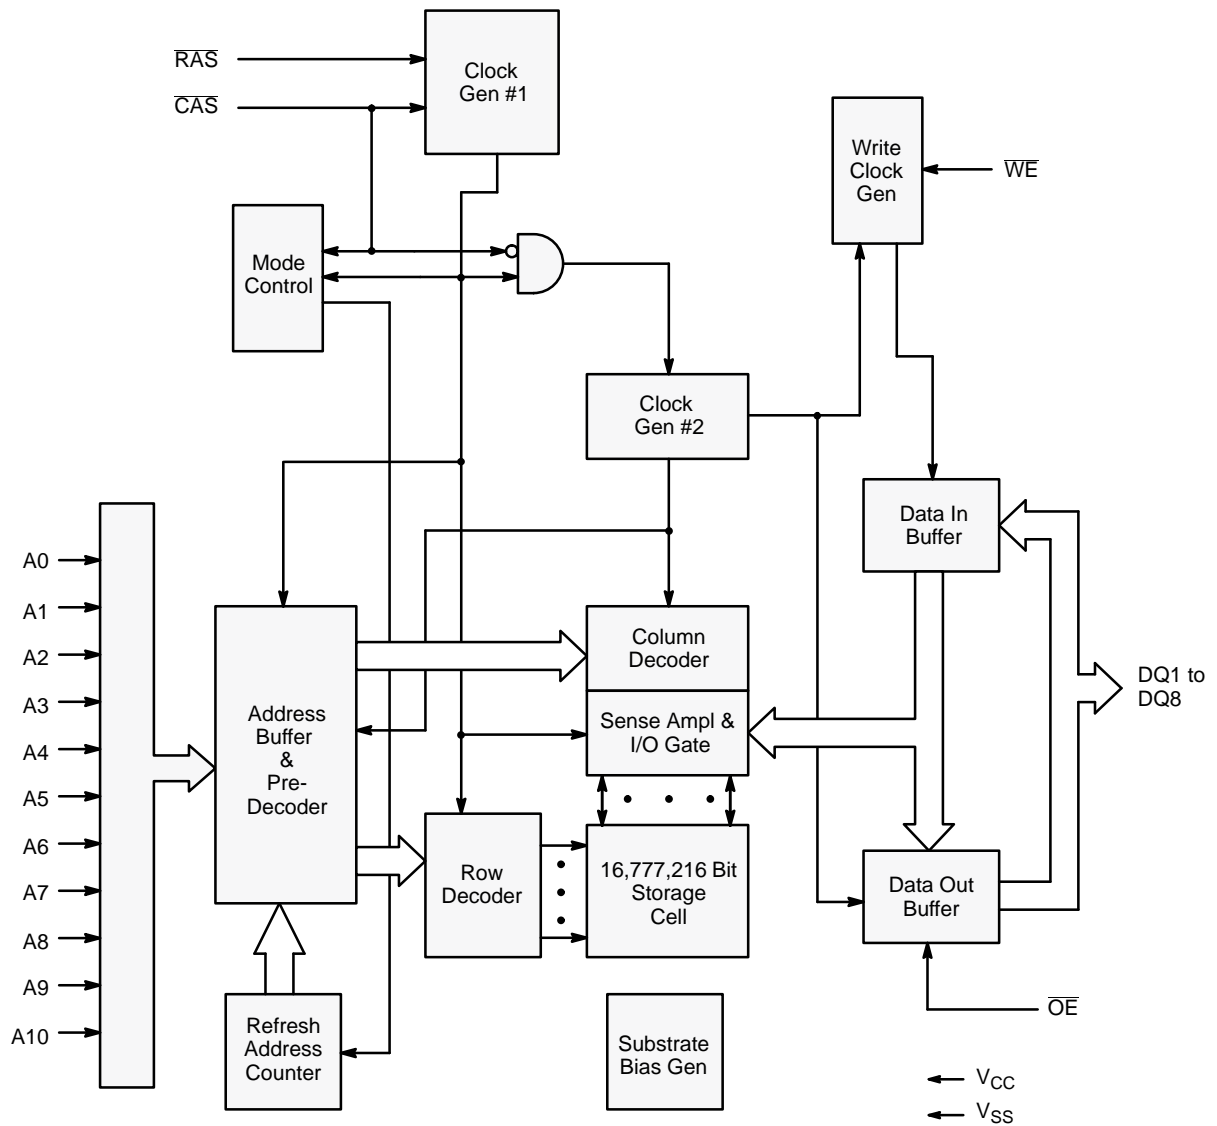 RAS
CAS
Clock
Gen #1
Write
Clock
Gen
WE
Mode
Control
Clock
Gen #2
Data In
Buffer
A0
A1
A2
A3
A4
A5
A6
A7
A8
A9
A10
Address
Buffer
&
Pre-
Decoder
Column
Decoder
Sense Ampl &
I/O Gate
DQ1 to
DQ8
Row
Decoder
16,777,216 Bit
Storage
Cell
Data Out
Buffer
Refresh
Address
Counter
Substrate
Bias Gen
OE
VCC
VSS